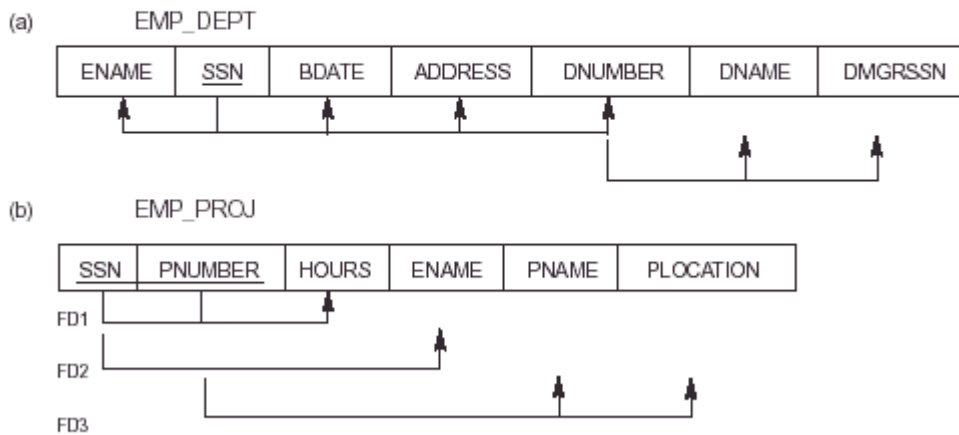 (a) EMP_DEPT
ENAME SSN BDATE ADDRESS DNUMBER DNAME DMGRSSN
(b) EMP_PROJ
SSN PNUMBER HOURS ENAME PNAME PLOCATION
FD1
FD2
FD3